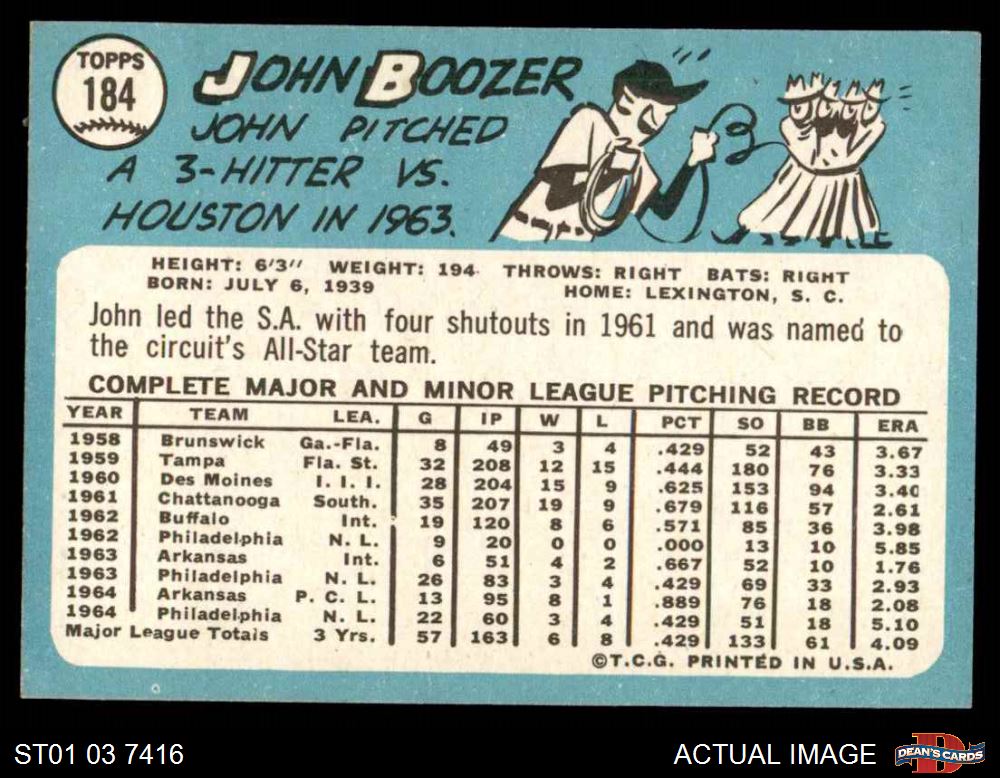 TOPPS
184
JOHN BOOZER
JOHN PITCHED
A 3-HITTER VS.
HOUSTON IN 1963.
HEIGHT: 6'3" WEIGHT: 194 THROWS: RIGHT BATS: RIGHT
BORN: JULY 6, 1939 HOME: LEXINGTON, S. C.
John led the S.A. with four shutouts in 1961 and was named to
the circuit's All-Star team.
COMPLETE MAJOR AND MINOR LEAGUE PITCHING RECORD
YEAR TEAM LEA. G IP W L PCT SO BB ERA
1958 Brunswick Ga.-Fla. 8 49 3 4 .429 52 43 3.67
1959 Tampa Fla. St. 32 208 12 15 .444 180 76 3.33
1960 Des Moines I. I. I. 28 204 15 9 .625 153 94 3.40
1961 Chattanooga South. 35 207 19 9 .679 116 57 2.61
1962 Buffalo Int. 19 120 8 6 .571 85 36 3.98
1962 Philadelphia N. L. 9 20 0 0 .000 13 10 5.85
1963 Arkansas Int. 6 51 4 2 .667 52 10 1.76
1963 Philadelphia N. L. 26 83 3 4 .429 69 33 2.93
1964 Arkansas P. C. L. 13 95 8 1 .889 76 18 2.08
1964 Philadelphia N. L. 22 60 3 4 .429 51 18 5.10
Major League Totals 3 Yrs. 57 163 6 8 .429 133 61 4.09
©T.C.G. PRINTED IN U.S.A.
ST01 03 7416 ACTUAL IMAGE DEAN'S CARDS